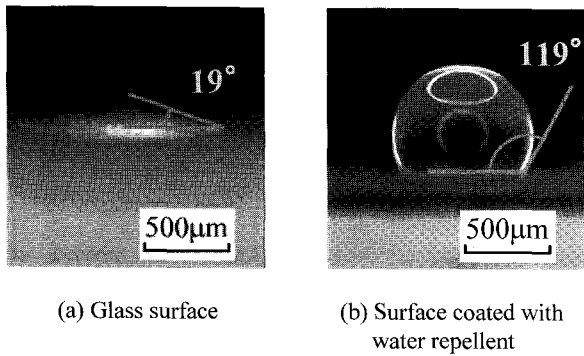 19°
500μm
(a) Glass surface
119°
500μm
(b) Surface coated with
water repellent